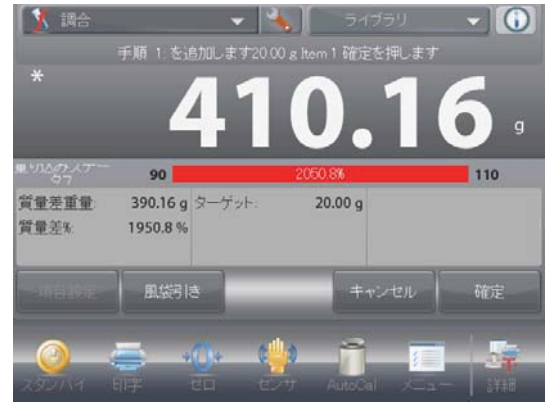 調合
ライブラリ
手順 1: を追加します20.00 g Item 1 確定を押します
*
410.16 g
90 2050.8% 110
質量差重量: 390.16 g ターゲット: 20.00 g
質量差%: 1950.8 %
項目設定 風袋引き キャンセル 確定
スタンバイ 印字 ゼロ センサ AutoCal メニュー 詳細